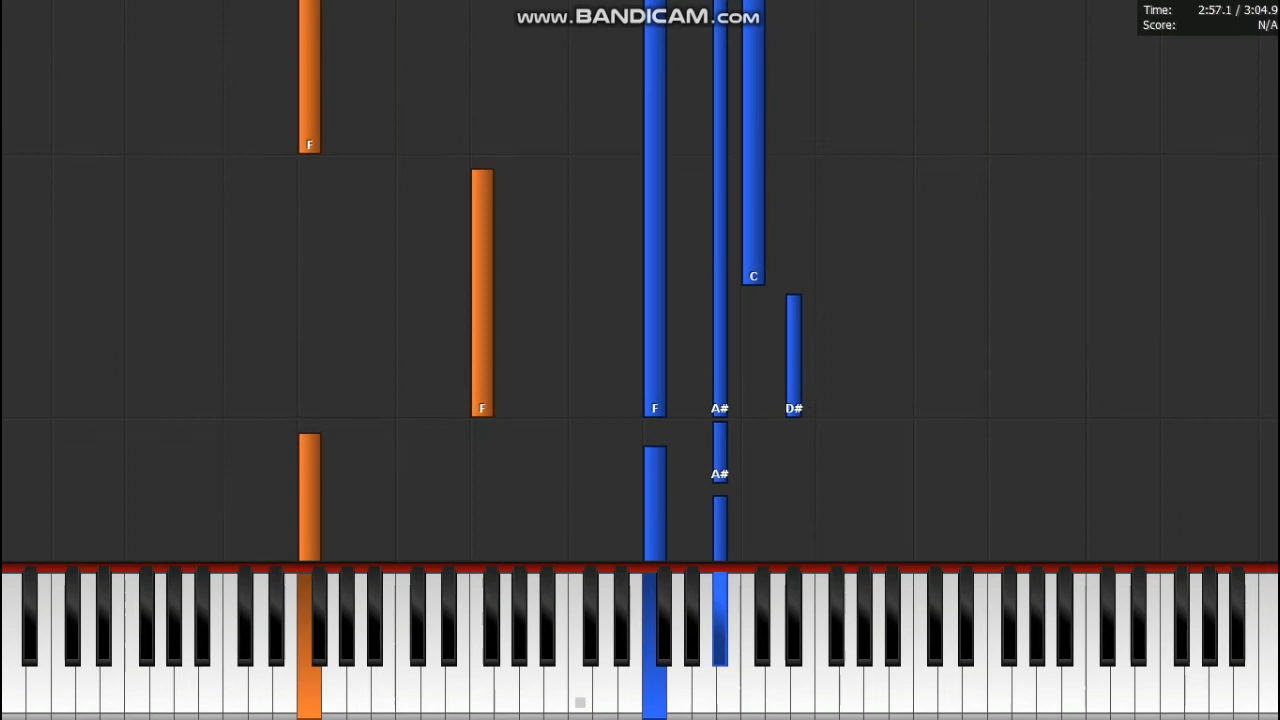 www.BANDICAM.com
Time: 2:57.1 / 3:04.9
Score: N/A
F
C
F
F
A#
D#
A#